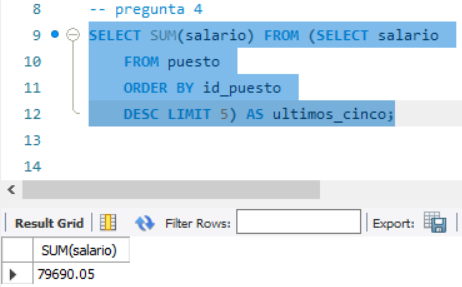 8 -- pregunta 4
9 SELECT SUM(salario) FROM (SELECT salario
10 FROM puesto
11 ORDER BY id_puesto
12 DESC LIMIT 5) AS ultimos_cinco;
13
14
Result Grid Filter Rows: Export:
SUM(salario)
79690.05